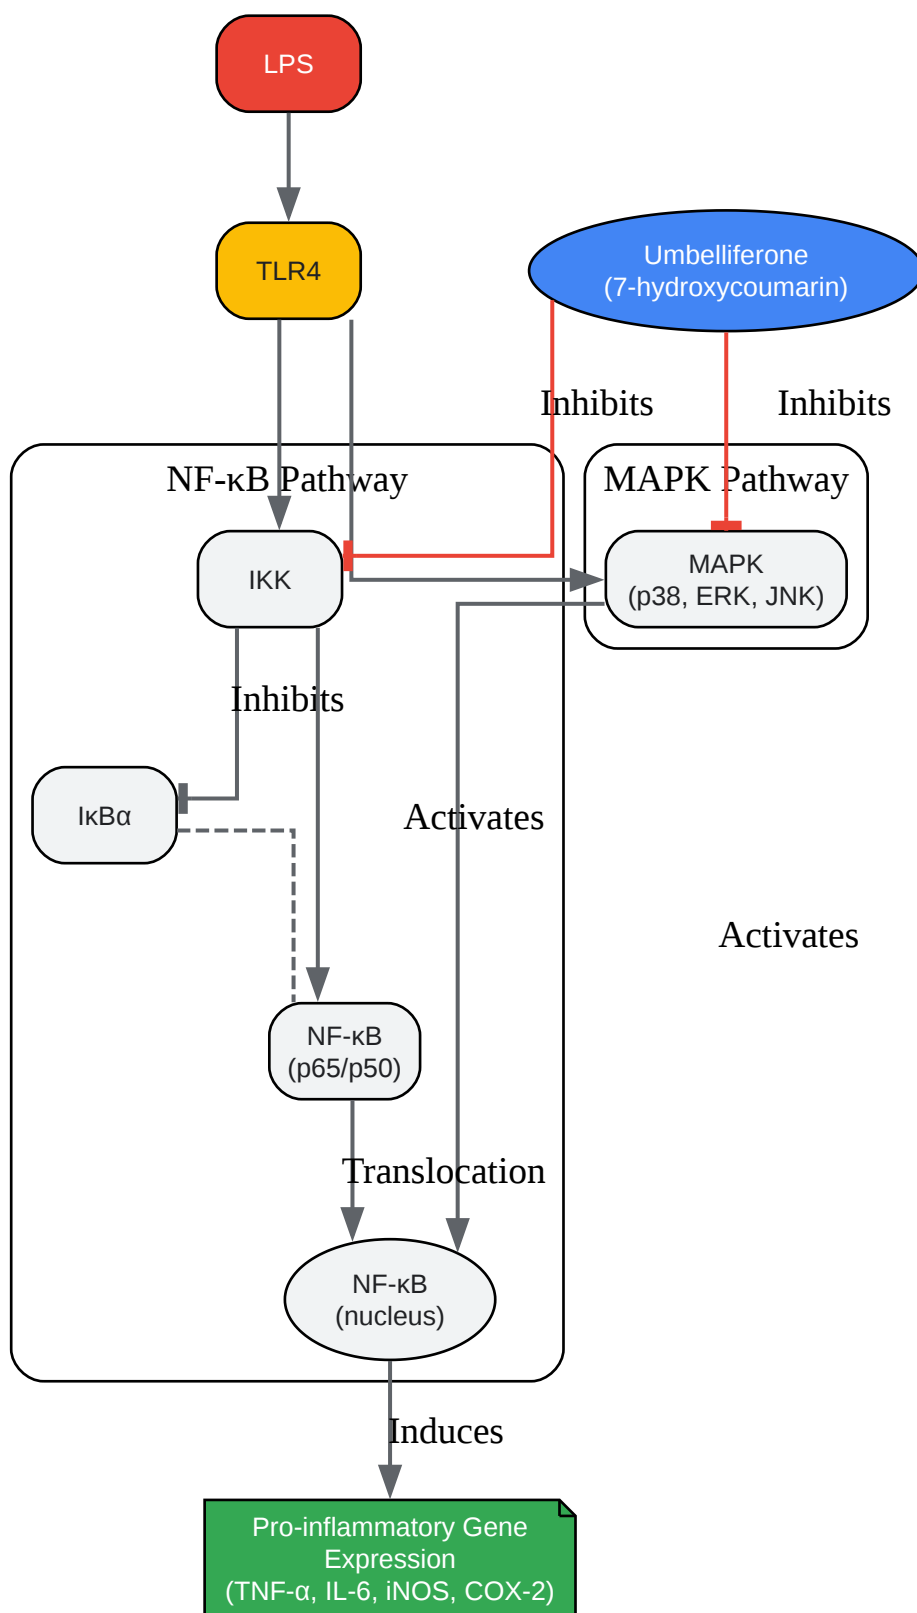 LPS
TLR4
Umbelliferone
(7-hydroxycoumarin)
Inhibits
Inhibits
NF-κB Pathway
MAPK Pathway
IKK
MAPK
(p38, ERK, JNK)
Inhibits
IκBα
Activates
Activates
NF-κB
(p65/p50)
Translocation
NF-κB
(nucleus)
Induces
Pro-inflammatory Gene
Expression
(TNF-α, IL-6, iNOS, COX-2)